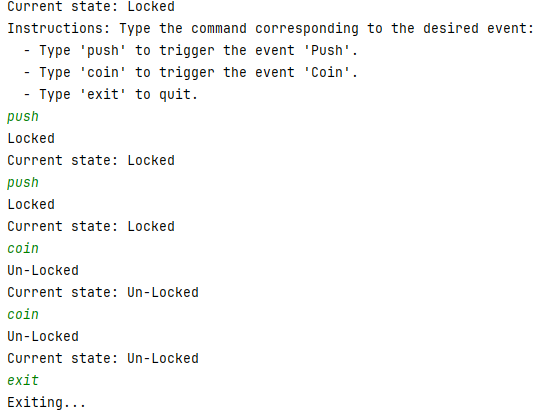 Current state: Locked
Instructions: Type the command corresponding to the desired event:
  - Type 'push' to trigger the event 'Push'.
  - Type 'coin' to trigger the event 'Coin'.
  - Type 'exit' to quit.
push
Locked
Current state: Locked
push
Locked
Current state: Locked
coin
Un-Locked
Current state: Un-Locked
coin
Un-Locked
Current state: Un-Locked
exit
Exiting...